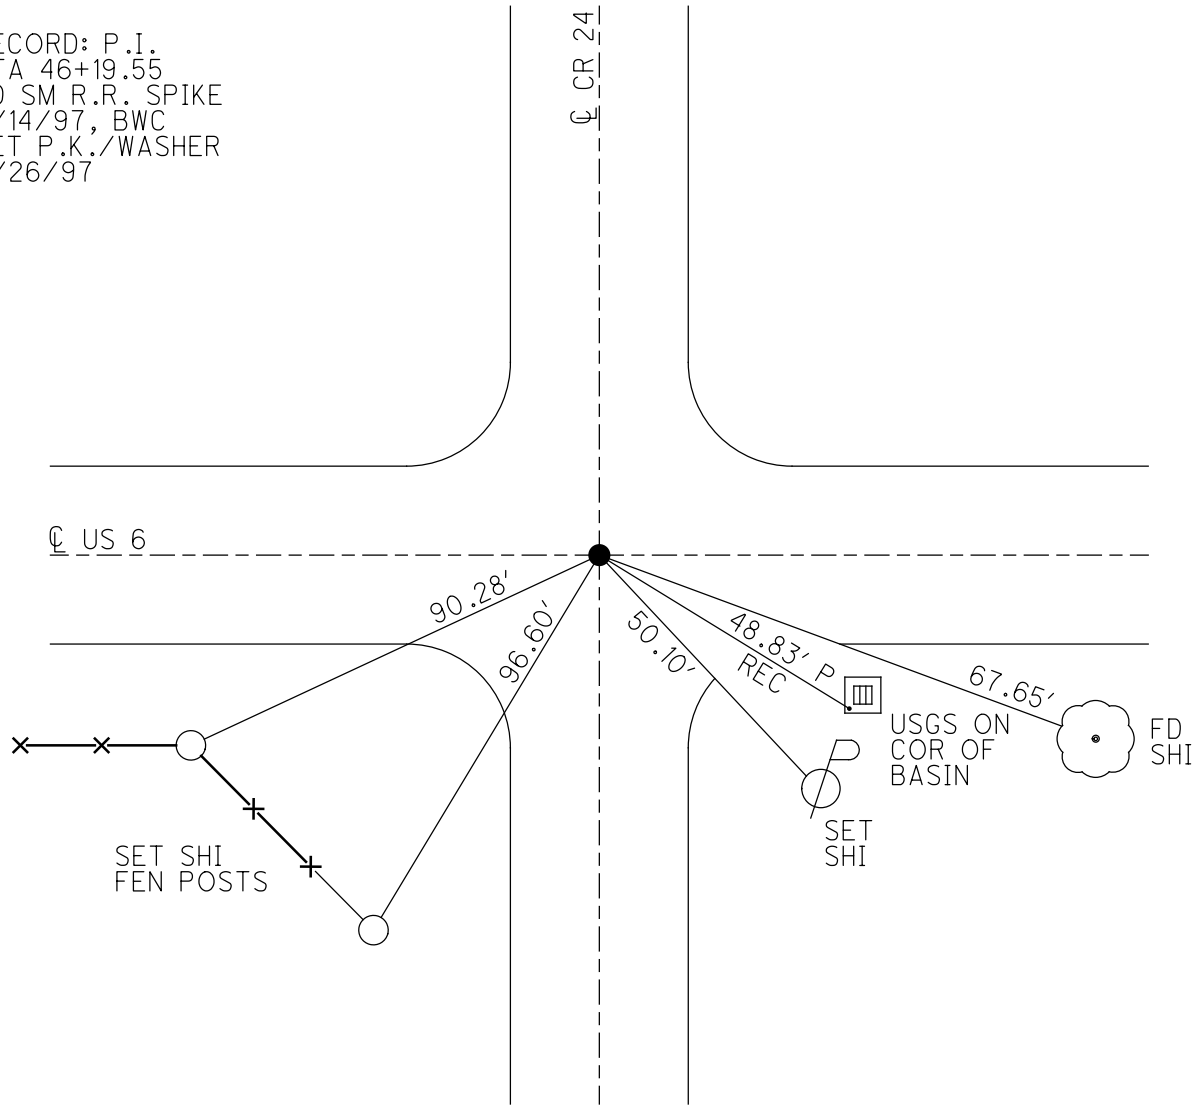 ECORD: P.I.
TA 46+19.55
D SM R.R. SPIKE
/14/97, BWC
ET P.K./WASHER
/26/97
℄ CR 24
℄ US 6
90.28'
96.60'
50.10'
48.83' P
REC
67.65'
USGS ON
COR OF
BASIN
FD
SHI
SET
SHI
SET SHI
FEN POSTS